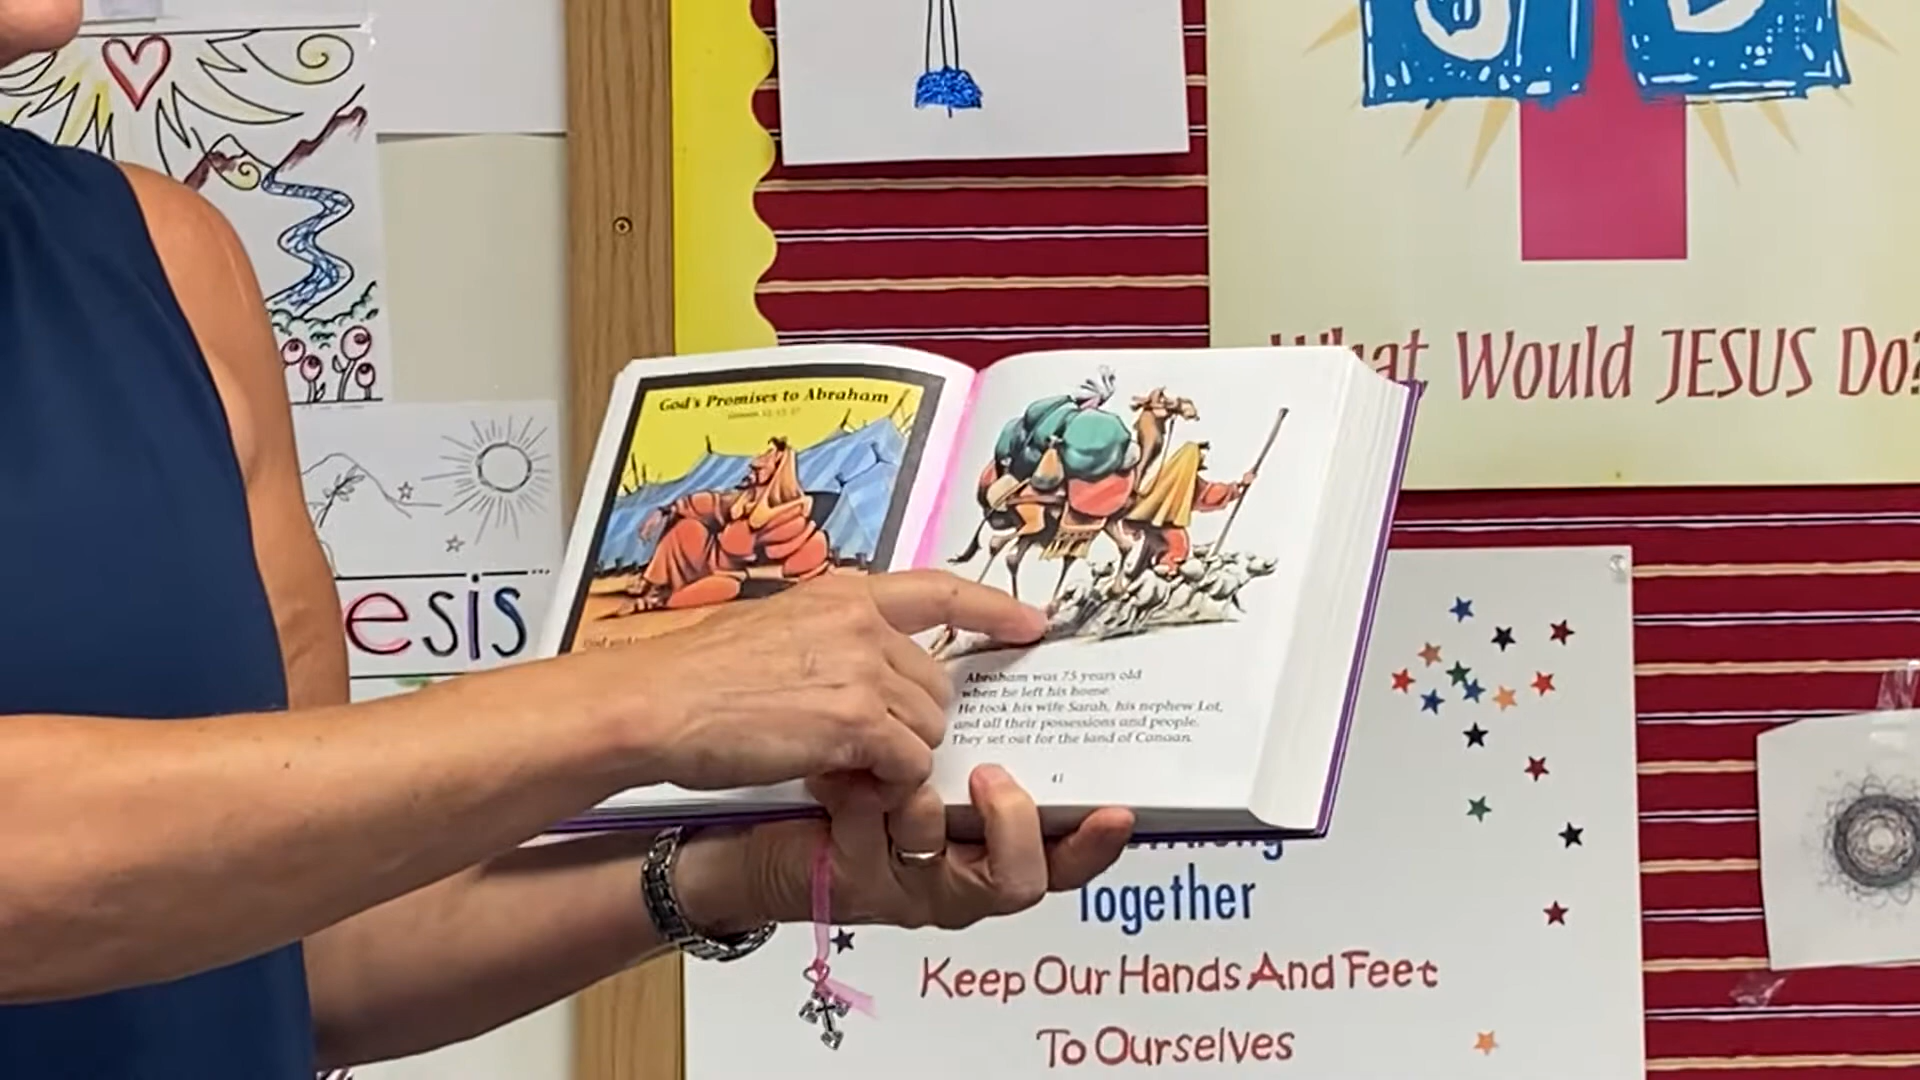 What Would JESUS Do?
God's Promises to Abraham
esis
Abraham was 75 years old
when he left his home.
He took his wife Sarah, his nephew Lot,
and all their possessions and people.
They set out for the land of Canaan.
41
Together
Keep Our Hands And Feet
To Ourselves